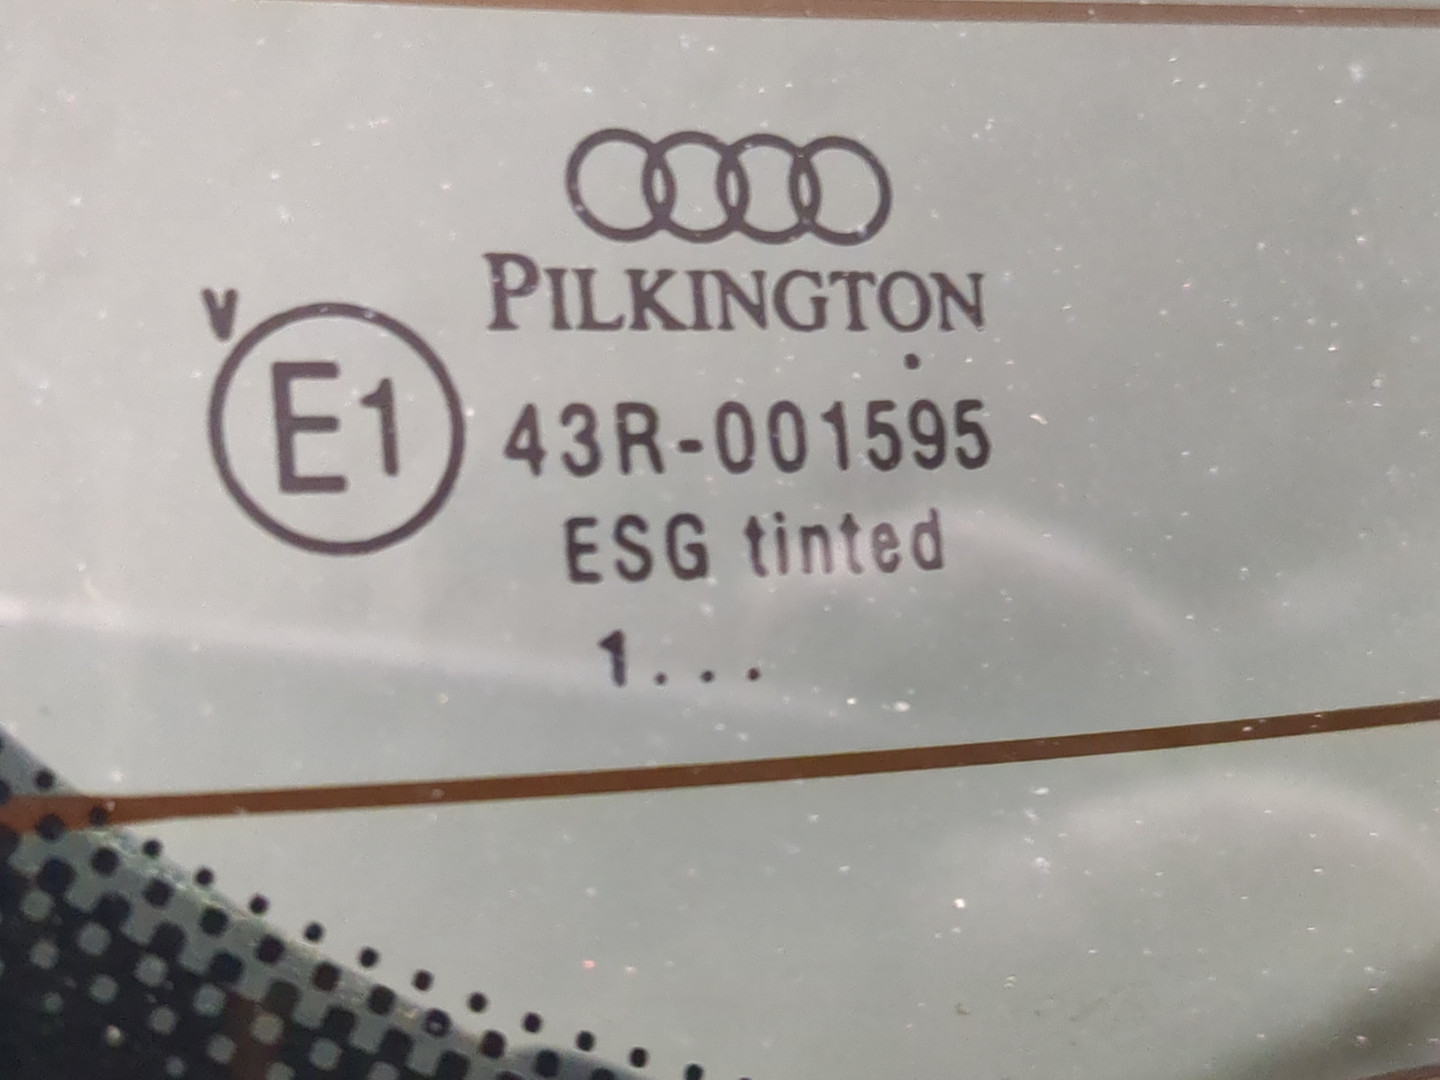 PILKINGTON
V
E1
43R-001595
ESG tinted
1...